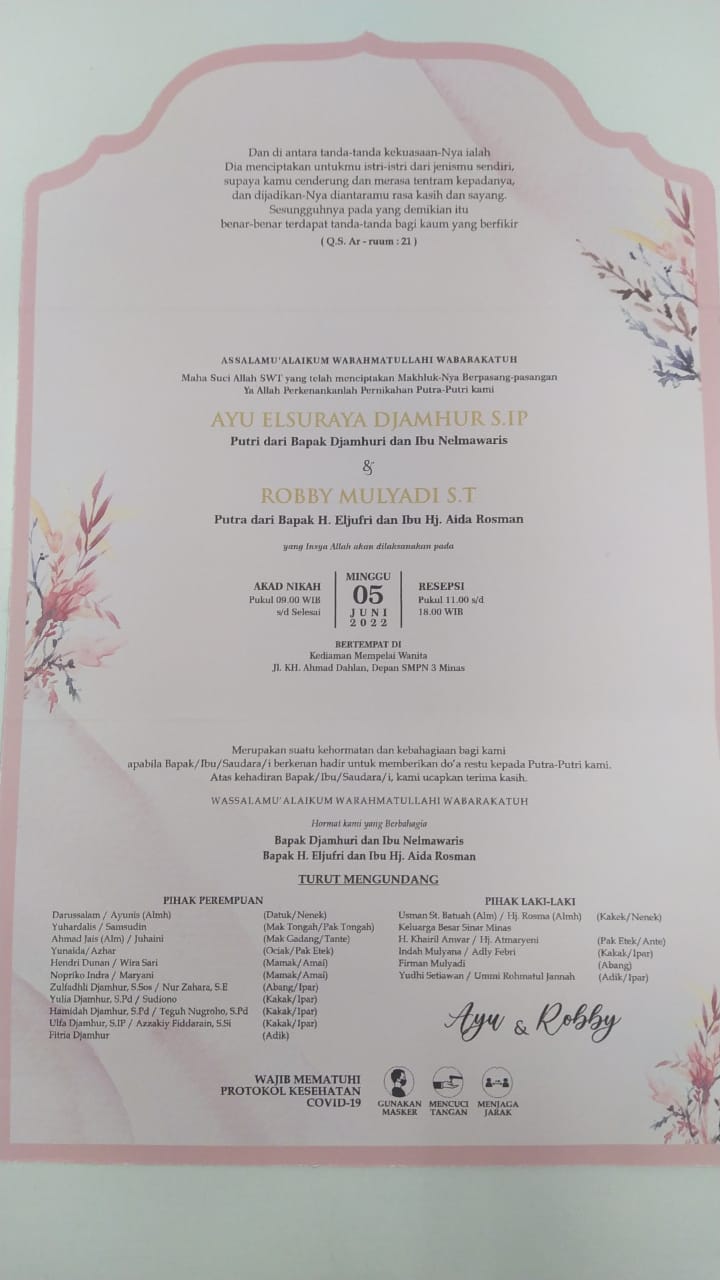 Dan di antara tanda-tanda kekuasaan-Nya ialah
Dia menciptakan untukmu istri-istri dari jenismu sendiri,
supaya kamu cenderung dan merasa tentram kepadanya,
dan dijadikan-Nya diantaramu rasa kasih dan sayang.
Sesungguhnya pada yang demikian itu
benar-benar terdapat tanda-tanda bagi kaum yang berfikir
( Q.S. Ar - ruum : 21 )
ASSALAMU'ALAIKUM WARAHMATULLAHI WABARAKATUH
Maha Suci Allah SWT yang telah menciptakan Makhluk-Nya Berpasang-pasangan
Ya Allah Perkenankanlah Pernikahan Putra-Putri kami
AYU ELSURAYA DJAMHUR S.IP
Putri dari Bapak Djamhuri dan Ibu Nelmawaris
&
ROBBY MULYADI S.T
Putra dari Bapak H. Eljufri dan Ibu Hj. Aida Rosman
yang Insya Allah akan dilaksanakan pada
AKAD NIKAH
Pukul 09.00 WIB
s/d Selesai
MINGGU
05
JUNI
2022
RESEPSI
Pukul 11.00 s/d
18.00 WIB
BERTEMPAT DI
Kediaman Mempelai Wanita
Jl. KH. Ahmad Dahlan, Depan SMPN 3 Minas
Merupakan suatu kehormatan dan kebahagiaan bagi kami
apabila Bapak/Ibu/Saudara/i berkenan hadir untuk memberikan do'a restu kepada Putra-Putri kami.
Atas kehadiran Bapak/Ibu/Saudara/i, kami ucapkan terima kasih.
WASSALAMU'ALAIKUM WARAHMATULLAHI WABARAKATUH
Hormat kami yang Berbahagia
Bapak Djamhuri dan Ibu Nelmawaris
Bapak H. Eljufri dan Ibu Hj. Aida Rosman
TURUT MENGUNDANG
PIHAK PEREMPUAN
Darussalam / Ayunis (Almh) (Datuk/Nenek)
Yuhardalis / Samsudin (Mak Tongah/Pak Tongah)
Ahmad Jais (Alm) / Juhaini (Mak Gadang/Tante)
Yunaida/Azhar (Ociak/Pak Etek)
Hendri Dunan / Wira Sari (Mamak/Amai)
Nopriko Indra / Maryani (Mamak/Amai)
Zulfadhli Djamhur, S.Sos / Nur Zahara, S.E (Abang/Ipar)
Yulia Djamhur, S.Pd / Sudiono (Kakak/Ipar)
Hamidah Djamhur, S.Pd / Teguh Nugroho, S.Pd (Kakak/Ipar)
Ulfa Djamhur, S.IP / Azzakiy Fiddarain, S.Si (Kakak/Ipar)
Fitria Djamhur (Adik)
PIHAK LAKI-LAKI
Usman St. Batuah (Alm) / Hj. Rosma (Almh) (Kakek/Nenek)
Keluarga Besar Sinar Minas
H. Khairil Anwar / Hj. Atmaryeni (Pak Etek/Ante)
Indah Mulyana / Adly Febri (Kakak/Ipar)
Firman Mulyadi (Abang)
Yudhi Setiawan / Ummi Rohmatul Jannah (Adik/Ipar)
Ayu & Robby
WAJIB MEMATUHI
PROTOKOL KESEHATAN
COVID-19
GUNAKAN
MASKER
MENCUCI
TANGAN
MENJAGA
JARAK